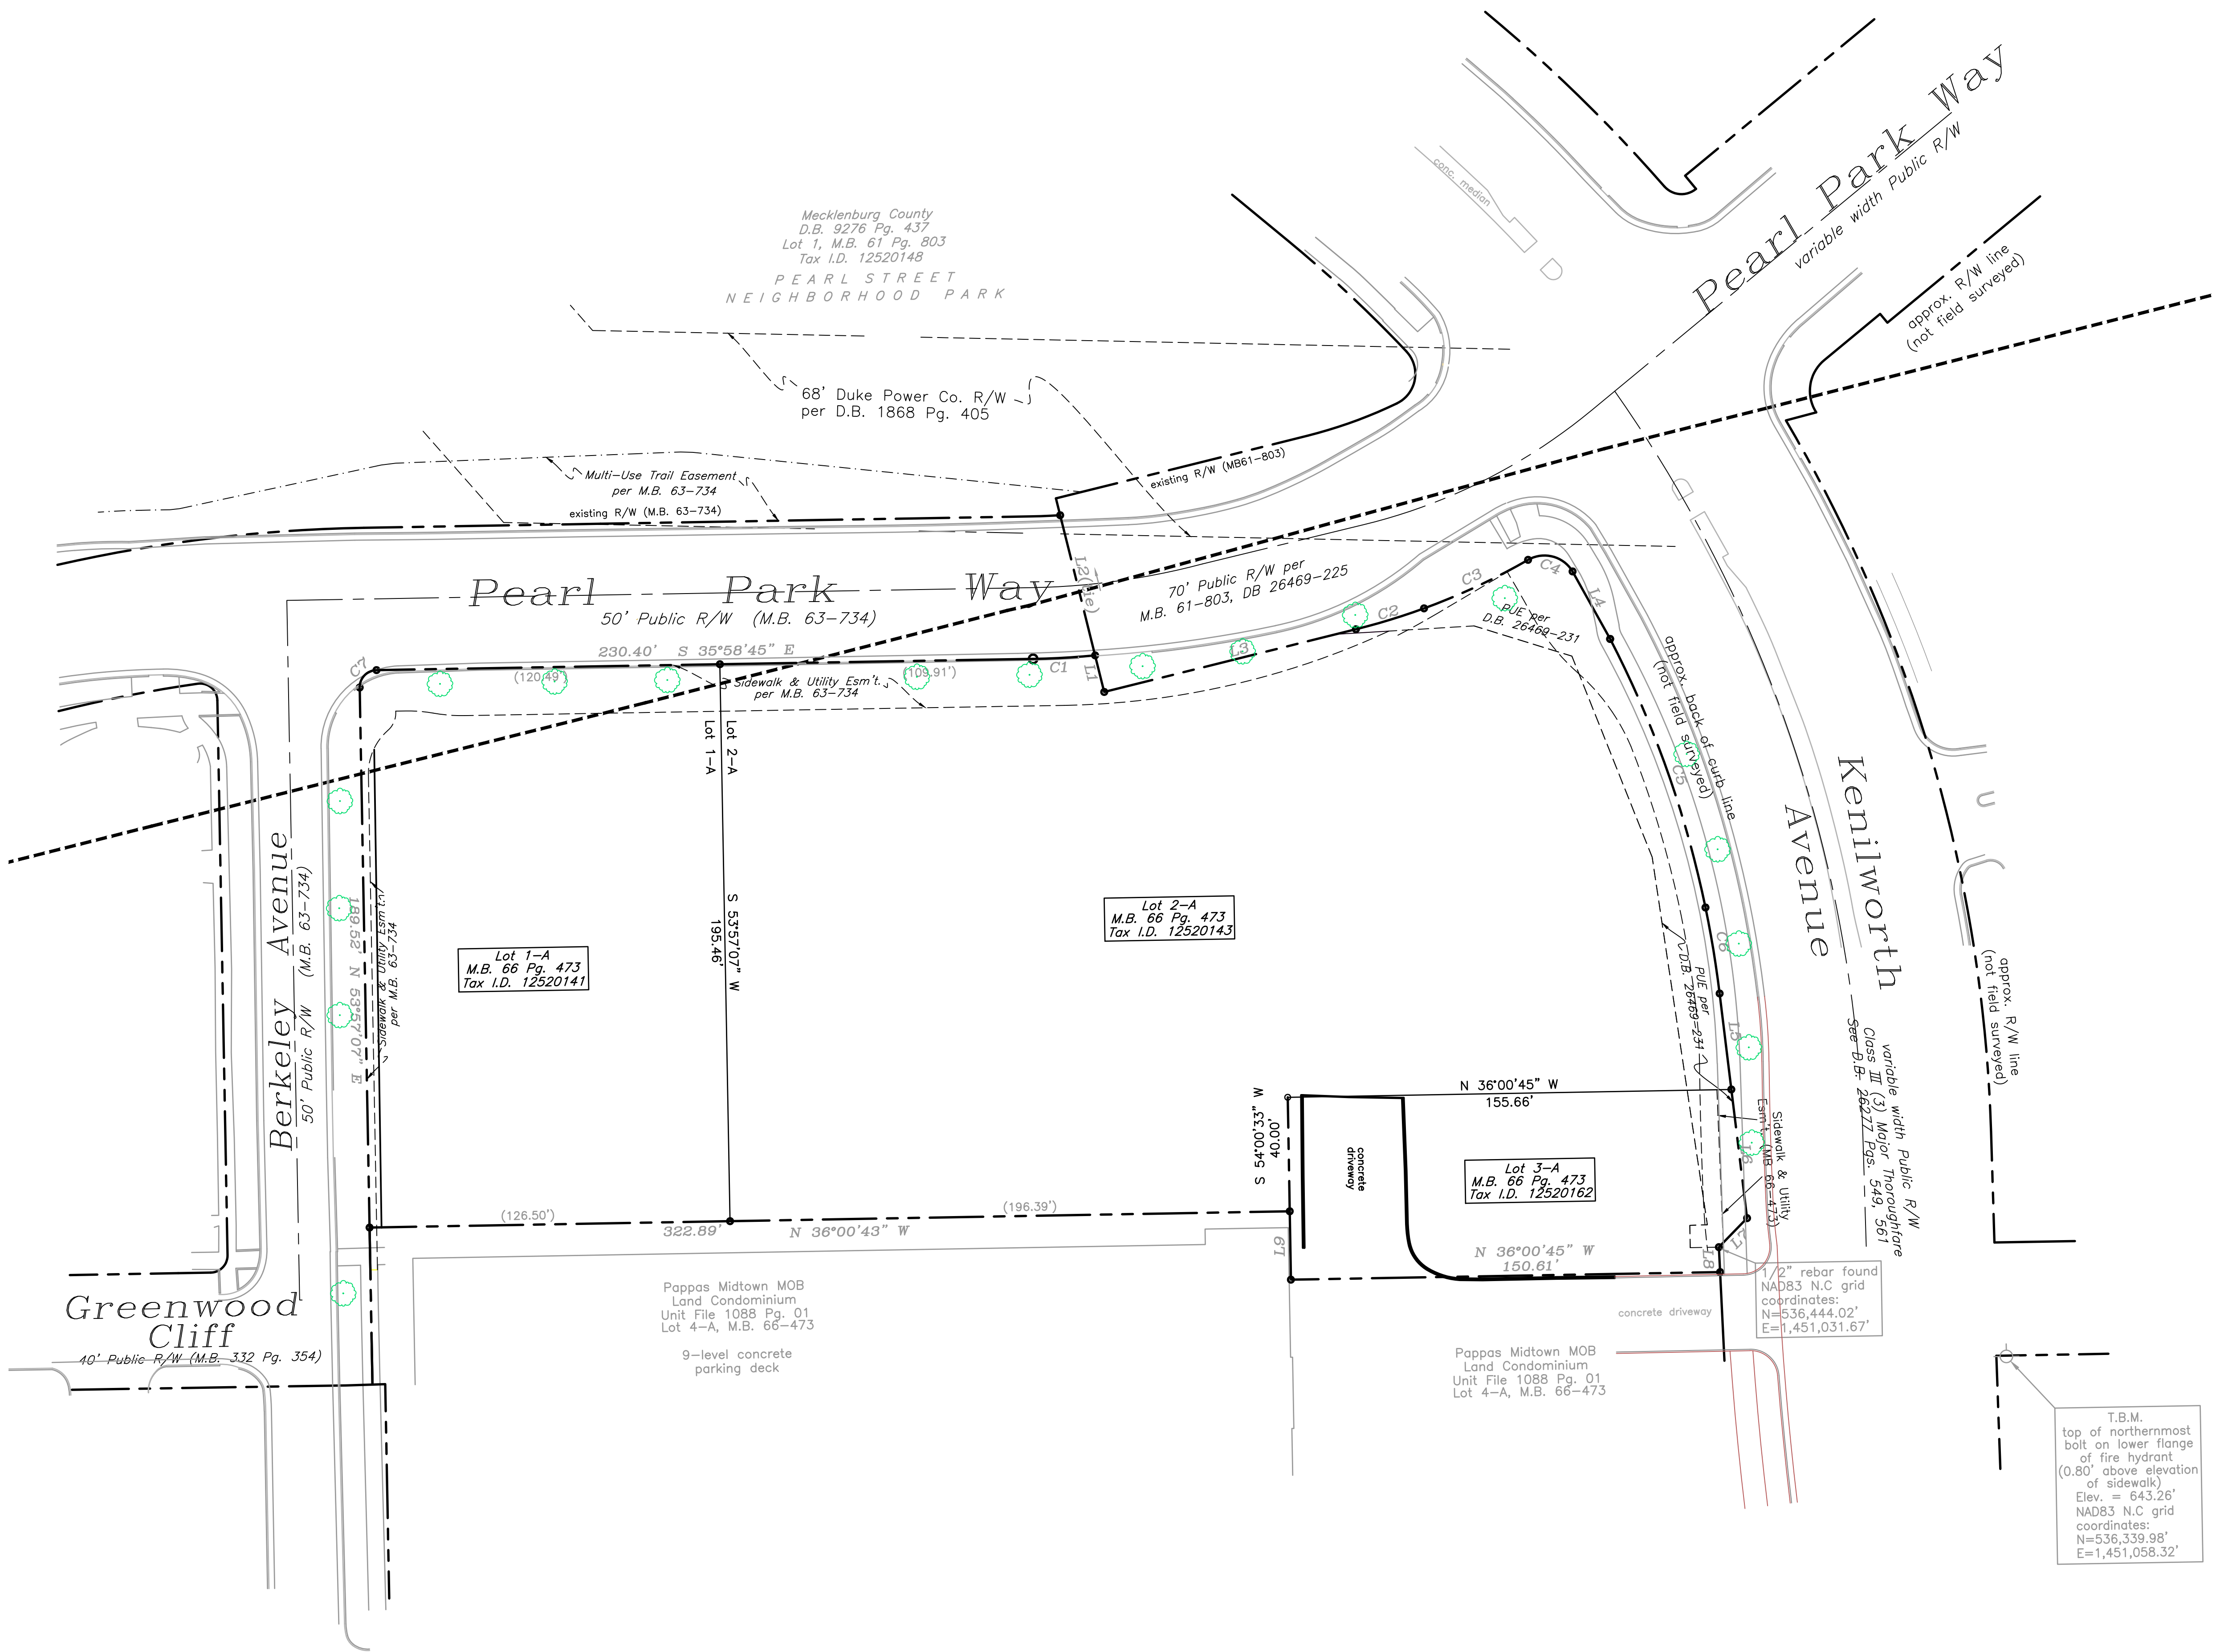 Pearl Park Way
variable width Public R/W
conc. median
approx. R/W line
(not field surveyed)
Mecklenburg County
D.B. 9276 Pg. 437
Lot 1, M.B. 61 Pg. 803
Tax I.D. 12520148
PEARL STREET
NEIGHBORHOOD PARK
68' Duke Power Co. R/W
per D.B. 1868 Pg. 405
Multi-Use Trail Easement
per M.B. 63-734
existing R/W (M.B. 63-734)
existing R/W (MB61-803)
L2(tie)
Pearl Park Way
50' Public R/W (M.B. 63-734)
70' Public R/W per
M.B. 61-803, DB 26469-225
C3
C4
L4
C2
PUE per
D.B. 26469-231
L3
C7
230.40' S 35°58'45" E
(120.49')
(109.91')
C1
L1
Sidewalk & Utility Esm't.
per M.B. 63-734
Lot 1-A
Lot 2-A
approx. back of curb line
(not field surveyed)
C5
Kenilworth
Avenue
Berkeley Avenue
50' Public R/W (M.B. 63-734)
189.52' N 53°57'07" E
Sidewalk & Utility Esm't.
per M.B. 63-734
S 53°57'07" W
195.46'
Lot 1-A
M.B. 66 Pg. 473
Tax I.D. 12520141
Lot 2-A
M.B. 66 Pg. 473
Tax I.D. 12520143
C6
PUE per
D.B. 26469-231
L5
approx. R/W line
(not field surveyed)
variable width Public R/W
Class III (3) Major Thoroughfare
See D.B. 26277 Pgs. 549, 561
N 36°00'45" W
155.66'
S 54°00'33" W
40.00'
concrete
driveway
Lot 3-A
M.B. 66 Pg. 473
Tax I.D. 12520162
Sidewalk & Utility
Esm't. (MB 66-473)
L6
L7
L8
L9
(126.50')
(196.39')
322.89' N 36°00'43" W
N 36°00'45" W
150.61'
1/2" rebar found
NAD83 N.C grid
coordinates:
N=536,444.02'
E=1,451,031.67'
Greenwood
Cliff
40' Public R/W (M.B. 332 Pg. 354)
Pappas Midtown MOB
Land Condominium
Unit File 1088 Pg. 01
Lot 4-A, M.B. 66-473
9-level concrete
parking deck
concrete driveway
Pappas Midtown MOB
Land Condominium
Unit File 1088 Pg. 01
Lot 4-A, M.B. 66-473
T.B.M.
top of northernmost
bolt on lower flange
of fire hydrant
(0.80' above elevation
of sidewalk)
Elev. = 643.26'
NAD83 N.C grid
coordinates:
N=536,339.98'
E=1,451,058.32'